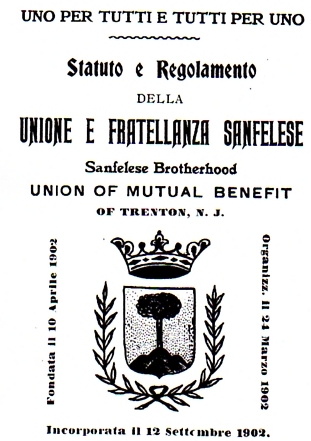 UNO PER TUTTI E TUTTI PER UNO
Statuto e Regolamento
DELLA
UNIONE E FRATELLANZA SANFELESE
Sanfelese Brotherhood
UNION OF MUTUAL BENEFIT
OF TRENTON, N. J.
Fondata il 10 Aprile 1902
Organizz. il 24 Marzo 1902
Incorporata il 12 Settembre 1902.